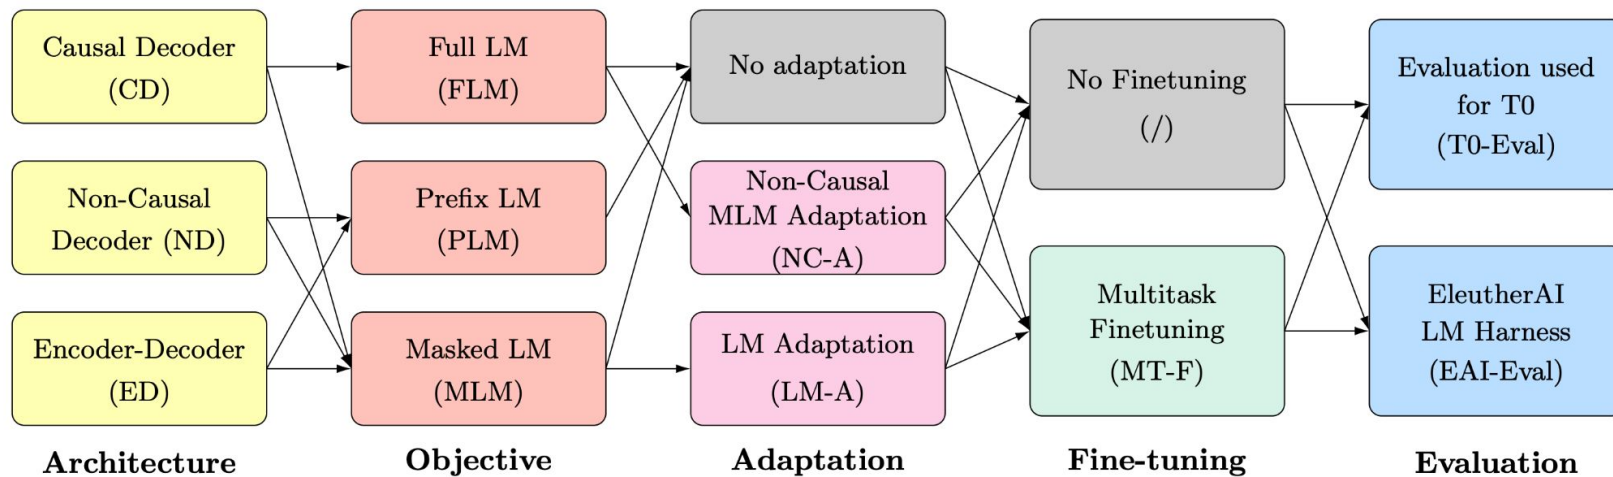 Causal Decoder
(CD)
Non-Causal
Decoder (ND)
Encoder-Decoder
(ED)
Architecture
Full LM
(FLM)
Prefix LM
(PLM)
Masked LM
(MLM)
Objective
No adaptation
Non-Causal
MLM Adaptation
(NC-A)
LM Adaptation
(LM-A)
Adaptation
No Finetuning
(/)
Multitask
Finetuning
(MT-F)
Fine-tuning
Evaluation used
for T0
(T0-Eval)
EleutherAI
LM Harness
(EAI-Eval)
Evaluation